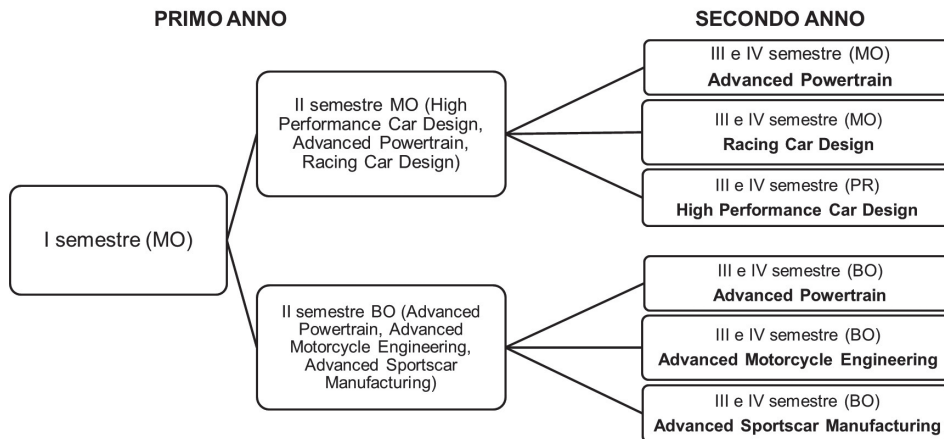 PRIMO ANNO
SECONDO ANNO
I semestre (MO)
II semestre MO (High
Performance Car Design,
Advanced Powertrain,
Racing Car Design)
II semestre BO (Advanced
Powertrain, Advanced
Motorcycle Engineering,
Advanced Sportscar
Manufacturing)
III e IV semestre (MO)
Advanced Powertrain
III e IV semestre (MO)
Racing Car Design
III e IV semestre (PR)
High Performance Car Design
III e IV semestre (BO)
Advanced Powertrain
III e IV semestre (BO)
Advanced Motorcycle Engineering
III e IV semestre (BO)
Advanced Sportscar Manufacturing